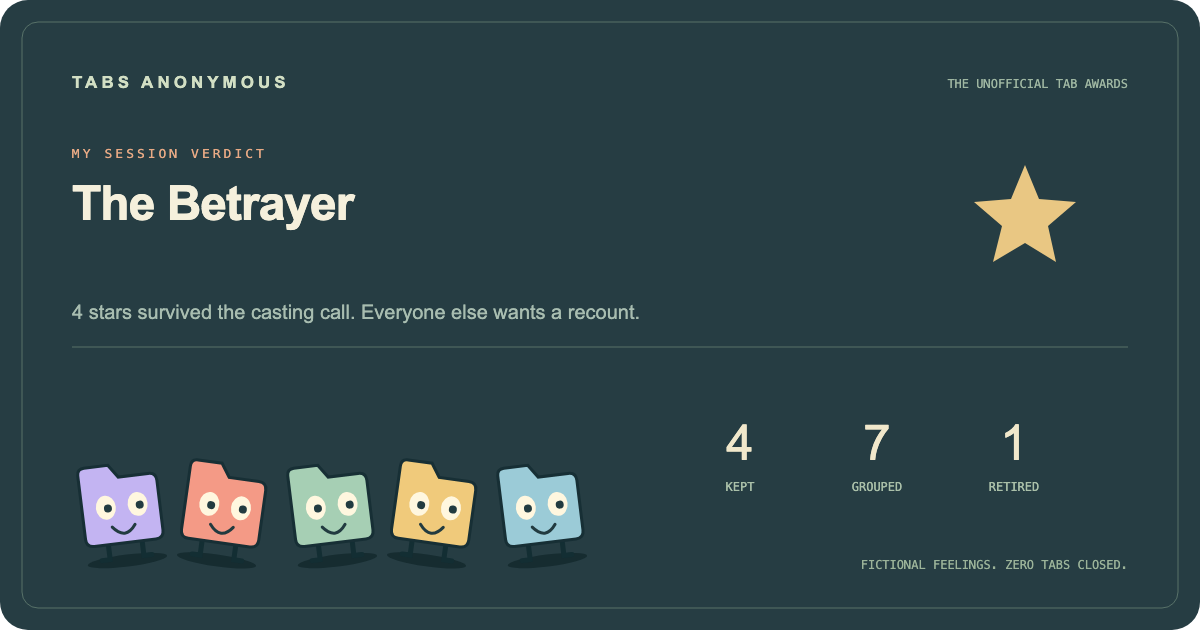 TABS ANONYMOUS
THE UNOFFICIAL TAB AWARDS
MY SESSION VERDICT
The Betrayer
4 stars survived the casting call. Everyone else wants a recount.
4 7 1
KEPT GROUPED RETIRED
FICTIONAL FEELINGS. ZERO TABS CLOSED.